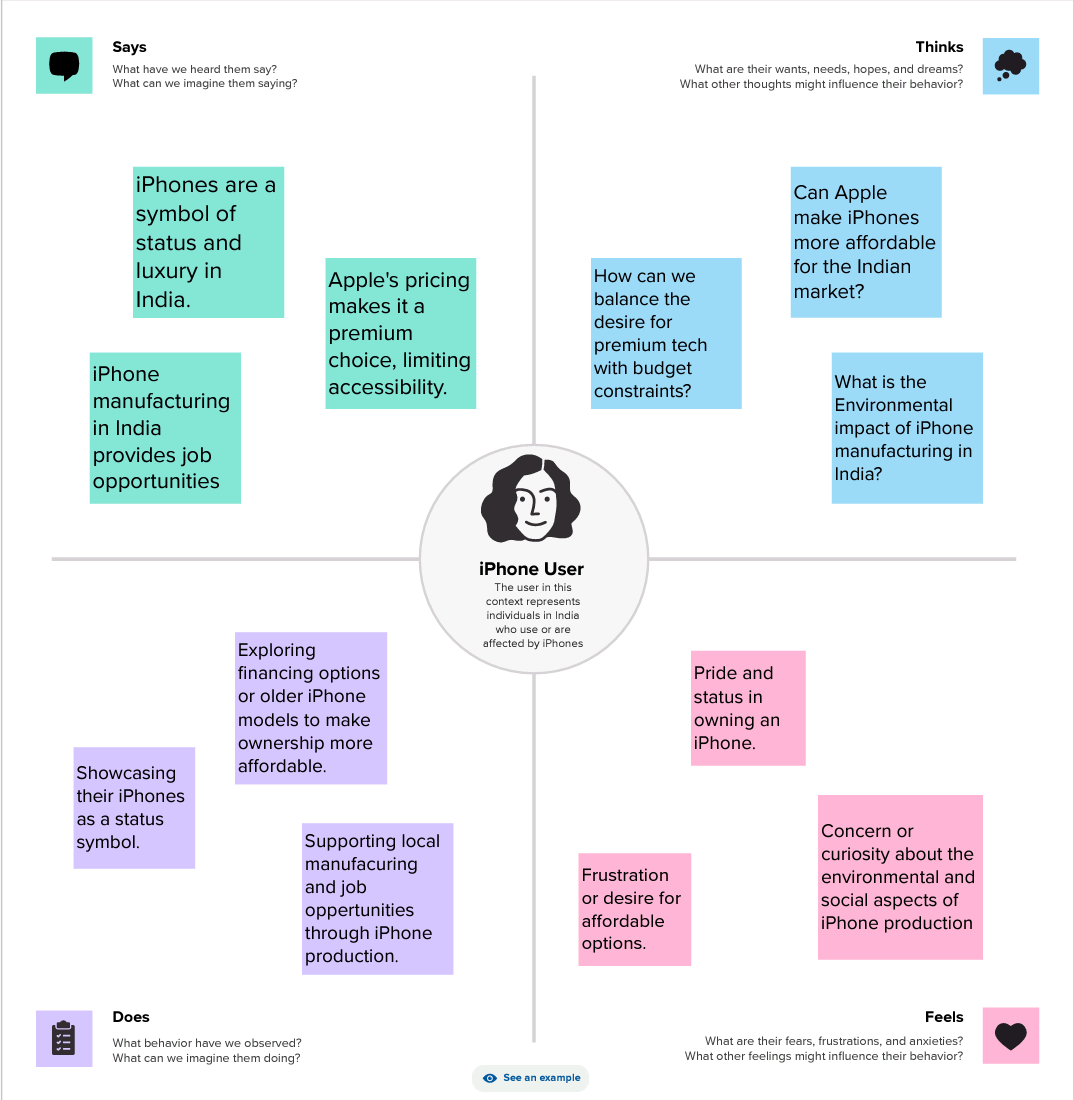 Says
What have we heard them say?
What can we imagine them saying?
Thinks
What are their wants, needs, hopes, and dreams?
What other thoughts might influence their behavior?
iPhones are a
symbol of
status and
luxury in
India.
Apple's pricing
makes it a
premium
choice, limiting
accessibility.
iPhone
manufacturing
in India
provides job
opportunities
How can we
balance the
desire for
premium tech
with budget
constraints?
Can Apple
make iPhones
more affordable
for the Indian
market?
What is the
Environmental
impact of iPhone
manufacturing in
India?
iPhone User
The user in this
context represents
individuals in India
who use or are
affected by iPhones
Exploring
financing options
or older iPhone
models to make
ownership more
affordable.
Showcasing
their iPhones
as a status
symbol.
Supporting local
manufacuring
and job
oppertunities
through iPhone
production.
Pride and
status in
owning an
iPhone.
Frustration
or desire for
affordable
options.
Concern or
curiosity about the
environmental and
social aspects of
iPhone production
Does
What behavior have we observed?
What can we imagine them doing?
Feels
What are their fears, frustrations, and anxieties?
What other feelings might influence their behavior?
See an example